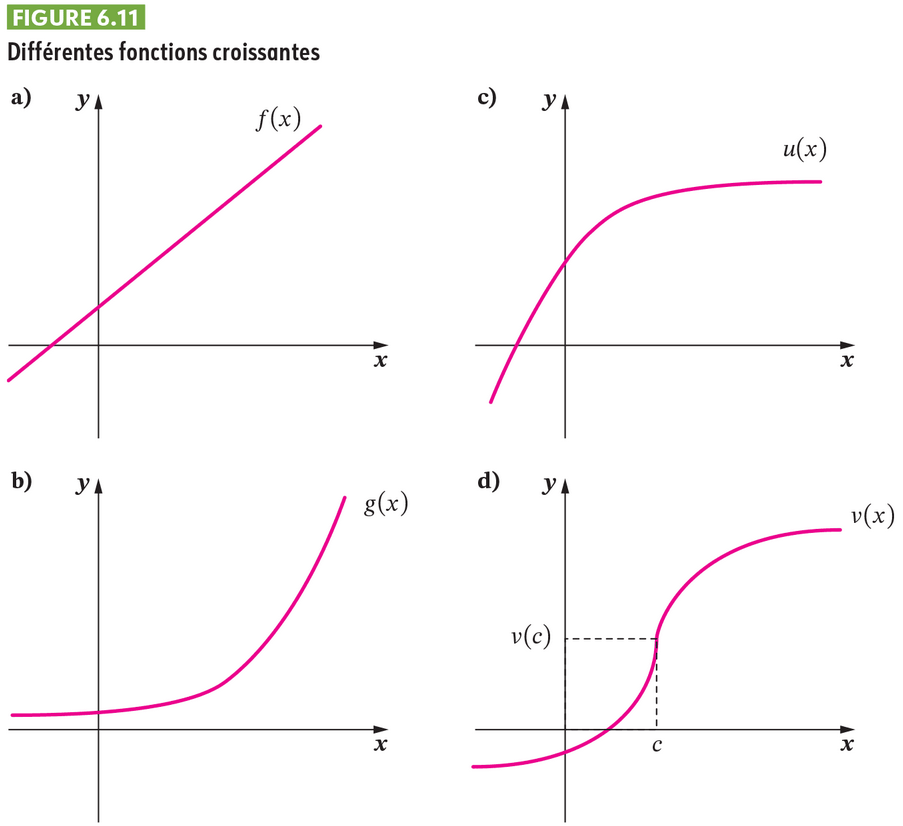 FIGURE 6.11
Différentes fonctions croissantes
a)
y
f(x)
x
c)
y
u(x)
x
b)
y
g(x)
x
d)
y
v(x)
v(c)
c
x